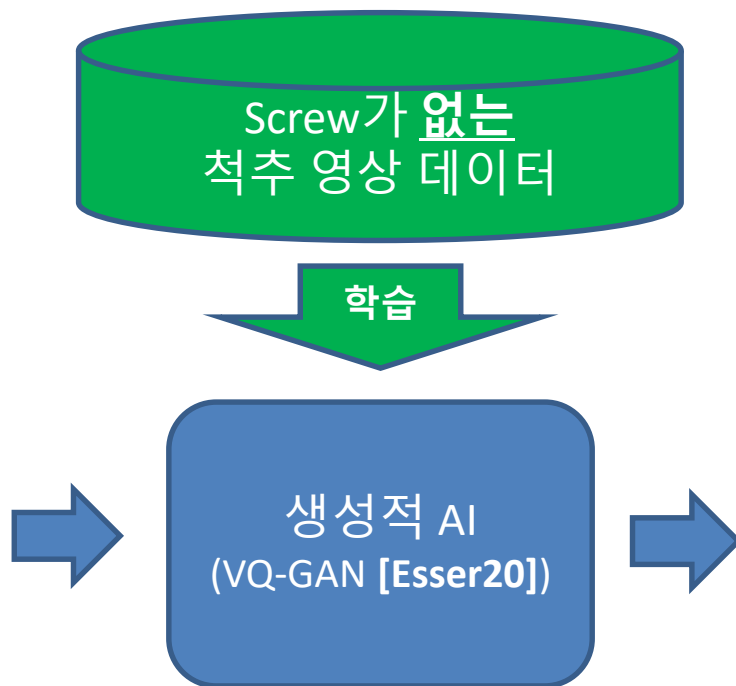 Screw가 없는
척추 영상 데이터
학습
생성적 AI
(VQ-GAN [Esser20])